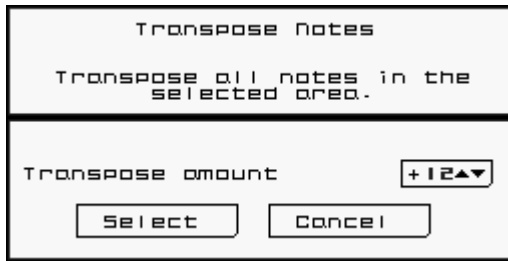 Transpose Notes
Transpose all notes in the
selected area.
Transpose amount +12▲▼
Select Cancel